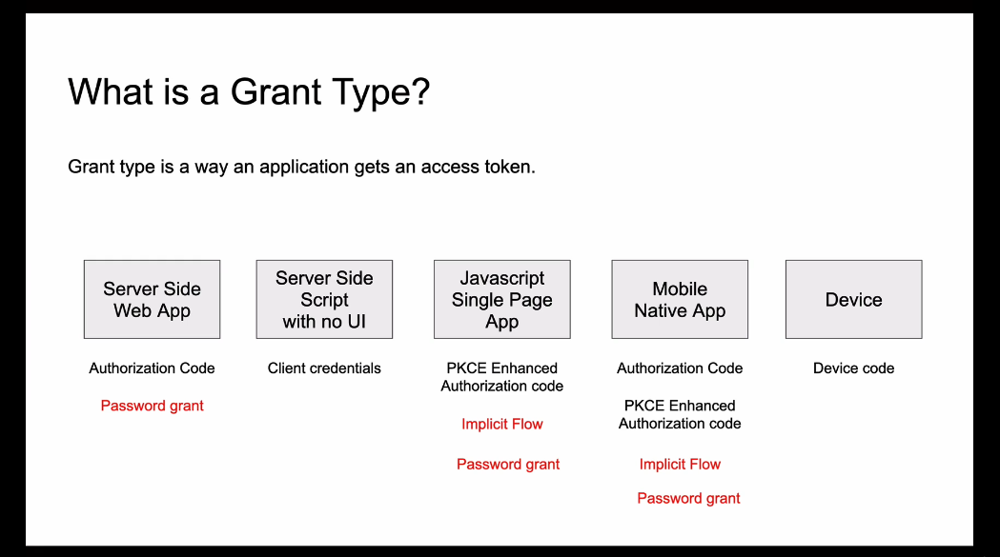 What is a Grant Type?
Grant type is a way an application gets an access token.
Server Side
Web App
Server Side
Script
with no UI
Javascript
Single Page
App
Mobile
Native App
Device
Authorization Code
Password grant
Client credentials
PKCE Enhanced
Authorization code
Implicit Flow
Password grant
Authorization Code
PKCE Enhanced
Authorization code
Implicit Flow
Password grant
Device code